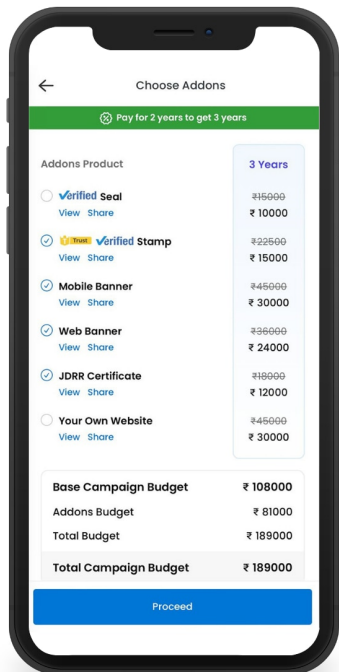 Choose Addons
Pay for 2 years to get 3 years
Addons Product 3 Years
Verified Seal ₹15000
View Share ₹ 10000
Trust Verified Stamp ₹22500
View Share ₹ 15000
Mobile Banner ₹45000
View Share ₹ 30000
Web Banner ₹36000
View Share ₹ 24000
JDRR Certificate ₹18000
View Share ₹ 12000
Your Own Website ₹45000
View Share ₹ 30000
Base Campaign Budget ₹ 108000
Addons Budget ₹ 81000
Total Budget ₹ 189000
Total Campaign Budget ₹ 189000
Proceed